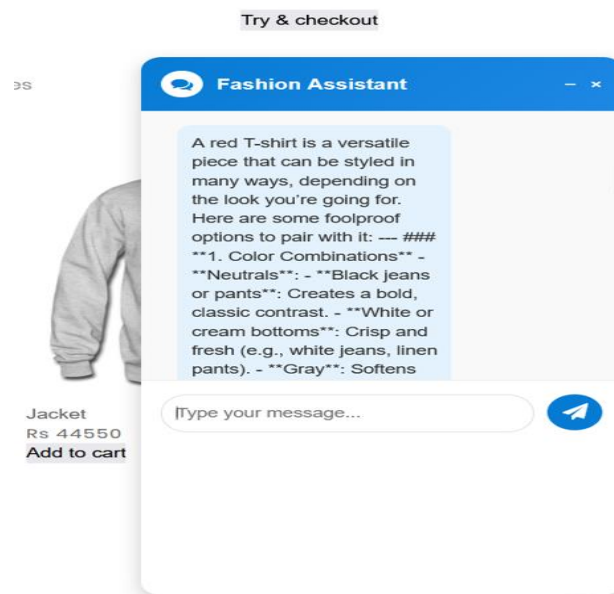 Try & checkout
es
Fashion Assistant
A red T-shirt is a versatile
piece that can be styled in
many ways, depending on
the look you're going for.
Here are some foolproof
options to pair with it: --- ###
**1. Color Combinations** -
**Neutrals**: - **Black jeans
or pants**: Creates a bold,
classic contrast. - **White or
cream bottoms**: Crisp and
fresh (e.g., white jeans, linen
pants). - **Gray**: Softens
Type your message...
Jacket
Rs 44550
Add to cart